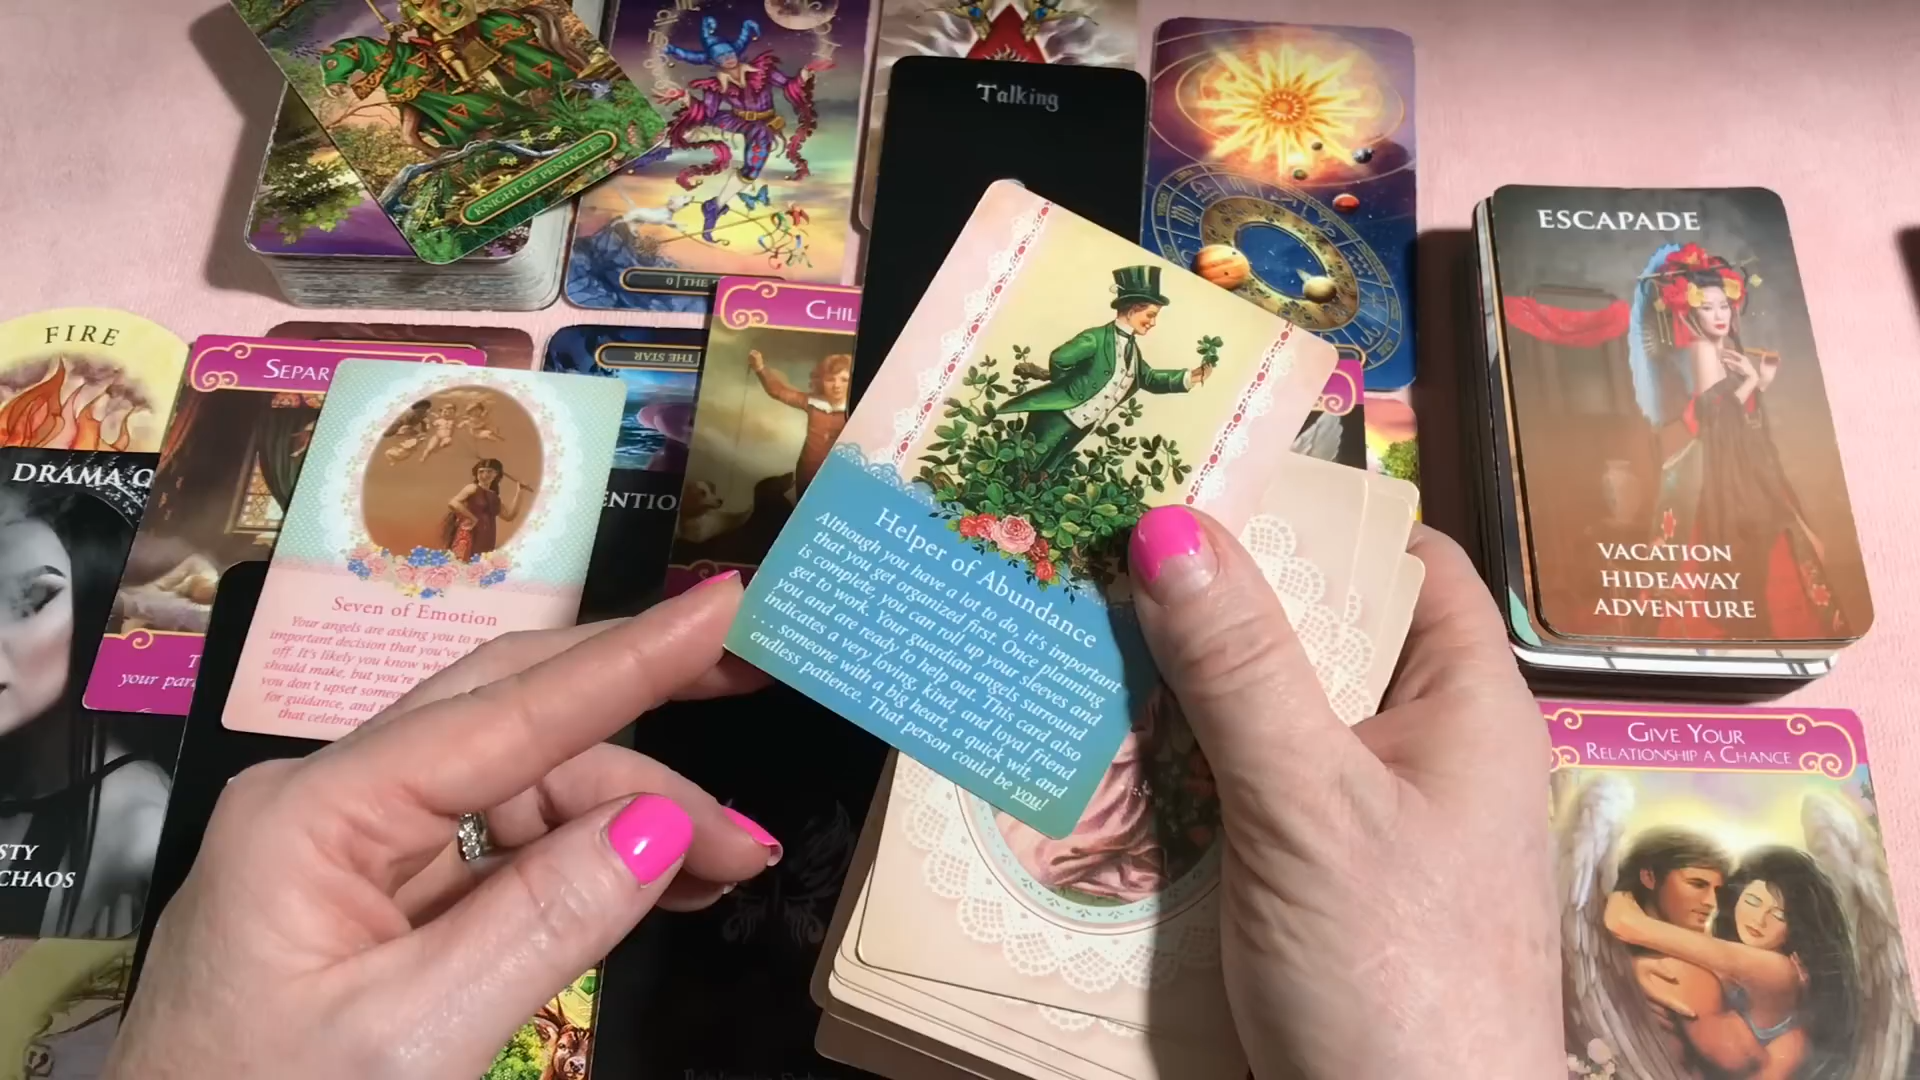 KNIGHT OF PENTACLES
0 | THE
Talking
ESCAPADE
VACATION
HIDEAWAY
ADVENTURE
FIRE
SEPAR
THE STAR
CHIL
DRAMA Q
ENTIO
Helper of Abundance
Although you have a lot to do, it's important
that you get organized first. Once planning
is complete, you can roll up your sleeves and
get to work. Your guardian angels surround
you and are ready to help out. This card also
indicates a very loving, kind, and loyal friend
. . . someone with a big heart, a quick wit, and
endless patience. That person could be you!
Seven of Emotion
Your angels are asking you to m
important decision that you've
off. It's likely you know whi
should make, but you're
you don't upset someo
for guidance, and
that celebrat
T
your par
STY
CHAOS
GIVE YOUR
RELATIONSHIP A CHANCE